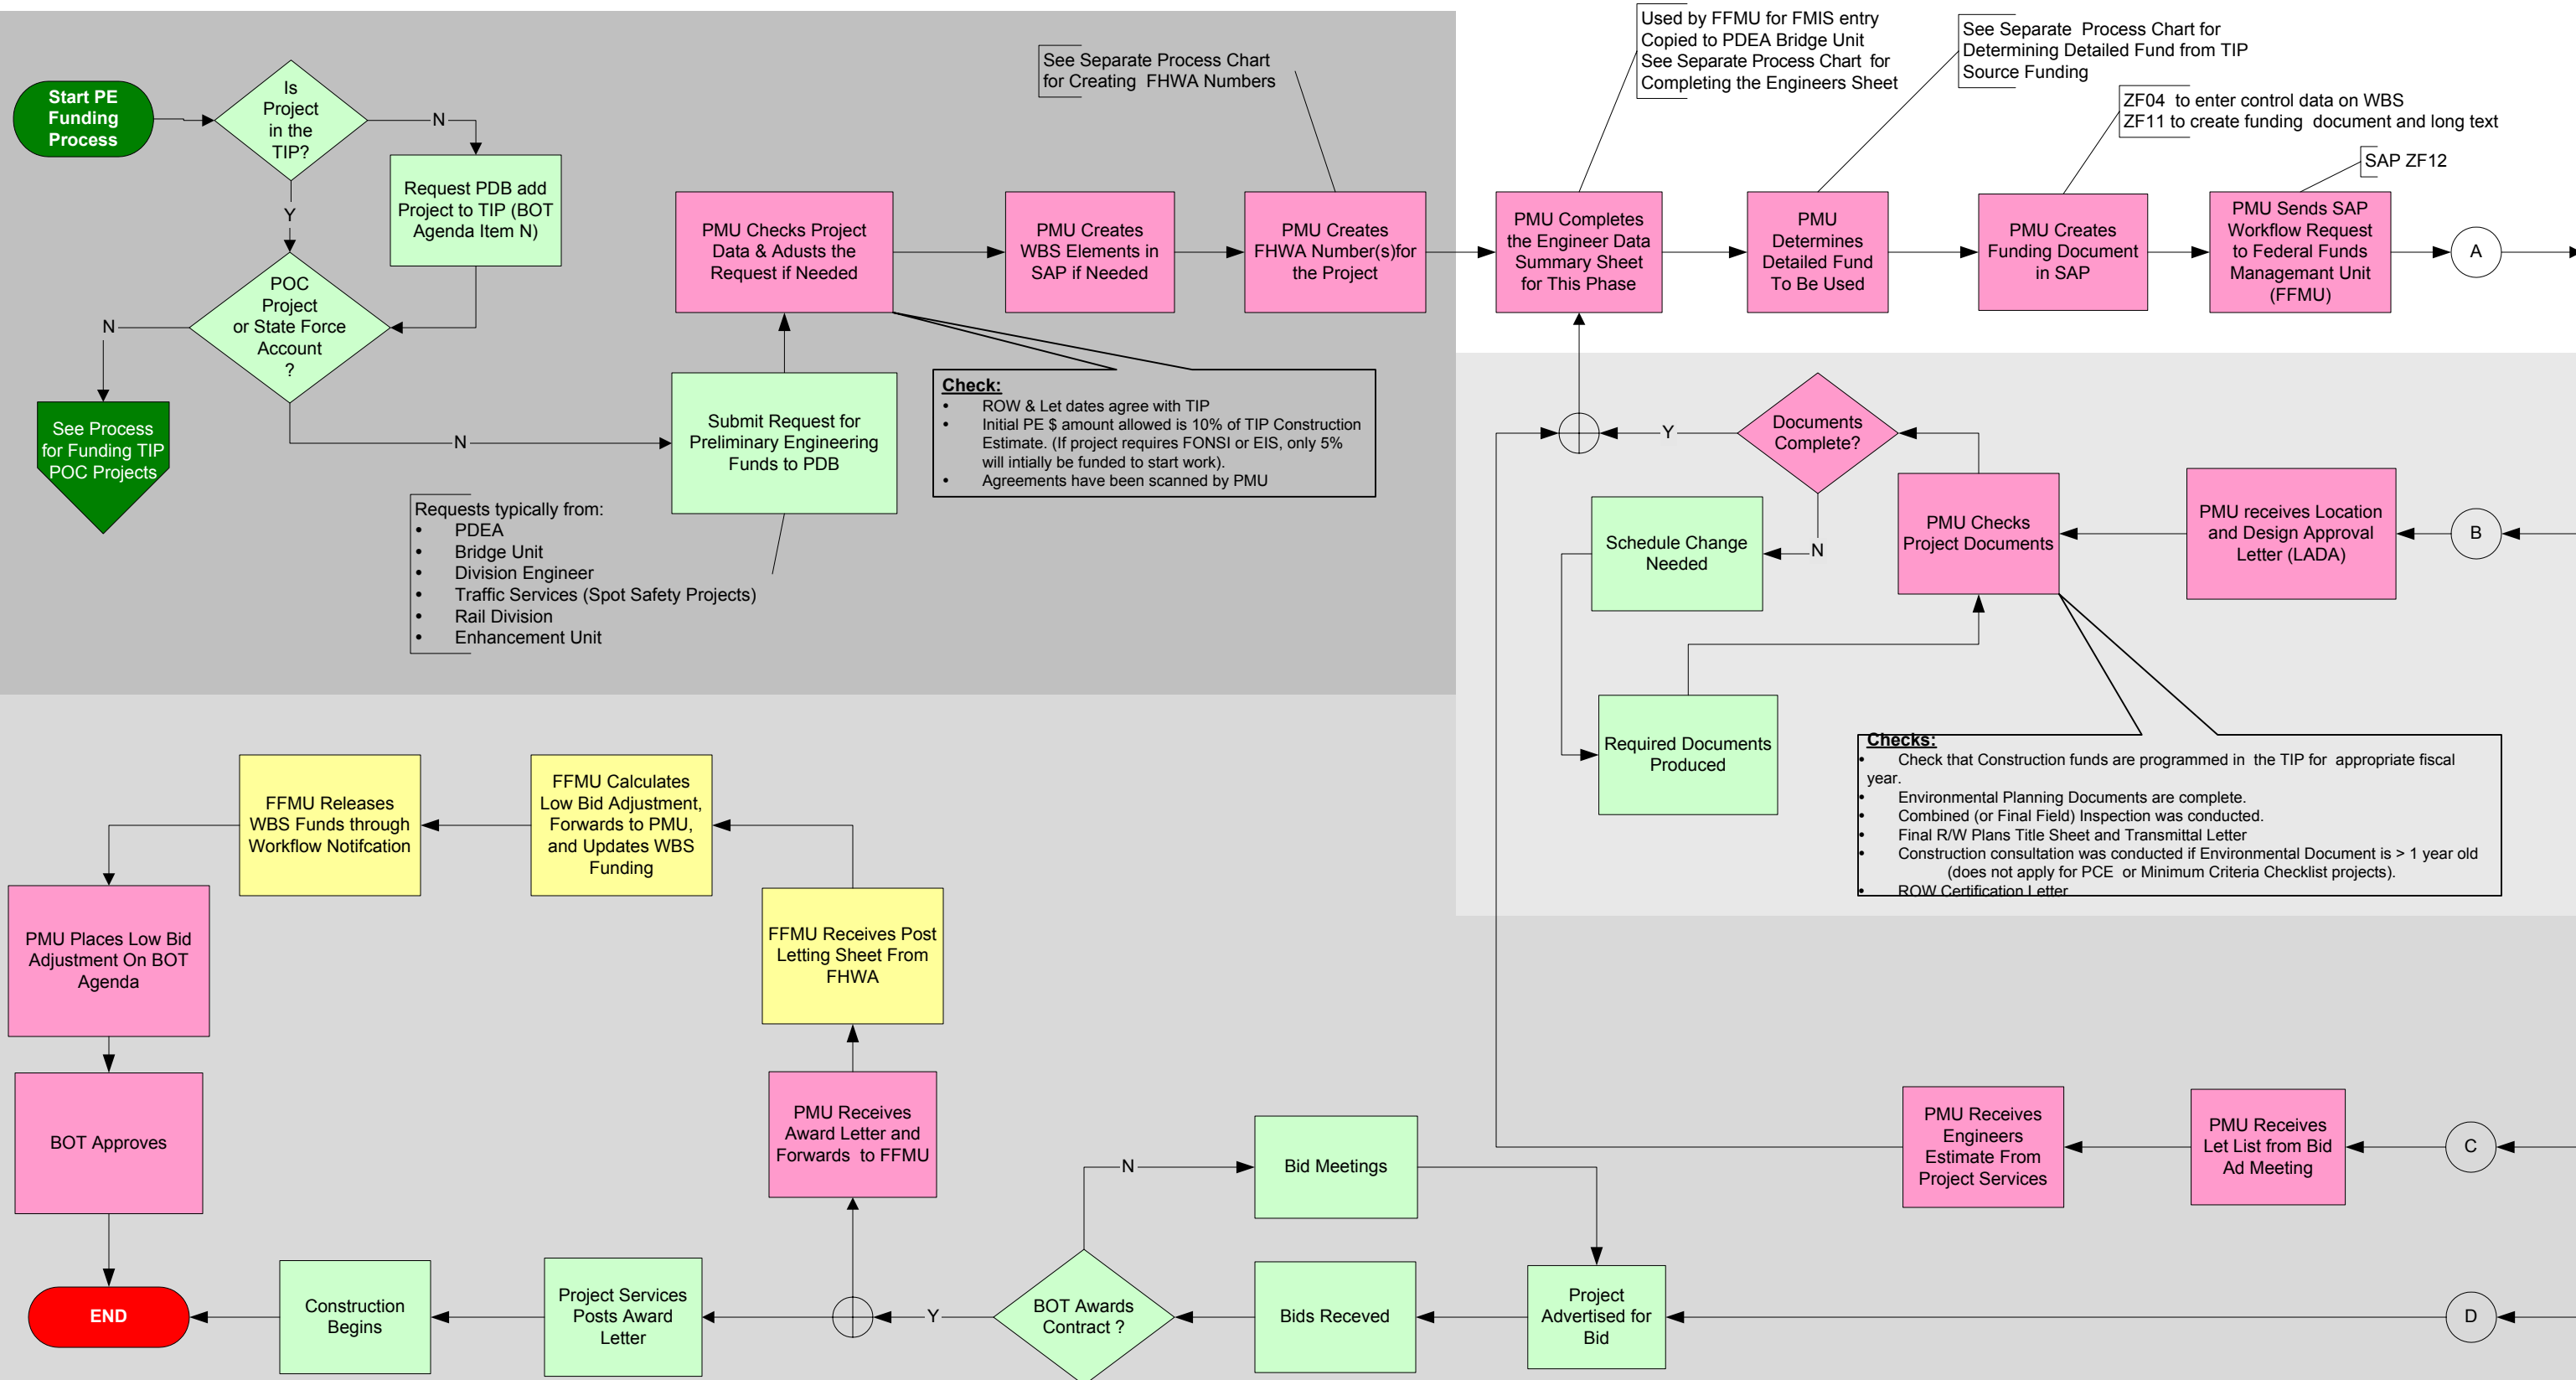 Start PE
Funding
Process
Is
Project
in the
TIP?
N
Y
Request PDB add
Project to TIP (BOT
Agenda Item N)
POC
Project
or State Force
Account
?
N
See Process
for Funding TIP
POC Projects
N
Submit Request for
Preliminary Engineering
Funds to PDB
Requests typically from:
• PDEA
• Bridge Unit
• Division Engineer
• Traffic Services (Spot Safety Projects)
• Rail Division
• Enhancement Unit
PMU Checks Project
Data & Adusts the
Request if Needed
Check:
• ROW & Let dates agree with TIP
• Initial PE $ amount allowed is 10% of TIP Construction
Estimate. (If project requires FONSI or EIS, only 5%
will intially be funded to start work).
• Agreements have been scanned by PMU
PMU Creates
WBS Elements in
SAP if Needed
See Separate Process Chart
for Creating FHWA Numbers
PMU Creates
FHWA Number(s)for
the Project
Used by FFMU for FMIS entry
Copied to PDEA Bridge Unit
See Separate Process Chart for
Completing the Engineers Sheet
PMU Completes
the Engineer Data
Summary Sheet
for This Phase
See Separate Process Chart for
Determining Detailed Fund from TIP
Source Funding
PMU
Determines
Detailed Fund
To Be Used
ZF04 to enter control data on WBS
ZF11 to create funding document and long text
PMU Creates
Funding Document
in SAP
SAP ZF12
PMU Sends SAP
Workflow Request
to Federal Funds
Managemant Unit
(FFMU)
A
Documents
Complete?
Y
N
Schedule Change
Needed
Required Documents
Produced
PMU Checks
Project Documents
PMU receives Location
and Design Approval
Letter (LADA)
B
Checks:
• Check that Construction funds are programmed in the TIP for appropriate fiscal
year.
• Environmental Planning Documents are complete.
• Combined (or Final Field) Inspection was conducted.
• Final R/W Plans Title Sheet and Transmittal Letter
• Construction consultation was conducted if Environmental Document is > 1 year old
(does not apply for PCE or Minimum Criteria Checklist projects).
• ROW Certification Letter
FFMU Releases
WBS Funds through
Workflow Notifcation
FFMU Calculates
Low Bid Adjustment,
Forwards to PMU,
and Updates WBS
Funding
FFMU Receives Post
Letting Sheet From
FHWA
PMU Places Low Bid
Adjustment On BOT
Agenda
BOT Approves
PMU Receives
Award Letter and
Forwards to FFMU
END
Construction
Begins
Project Services
Posts Award
Letter
Y
BOT Awards
Contract ?
N
Bid Meetings
Bids Receved
Project
Advertised for
Bid
PMU Receives
Engineers
Estimate From
Project Services
PMU Receives
Let List from Bid
Ad Meeting
C
D